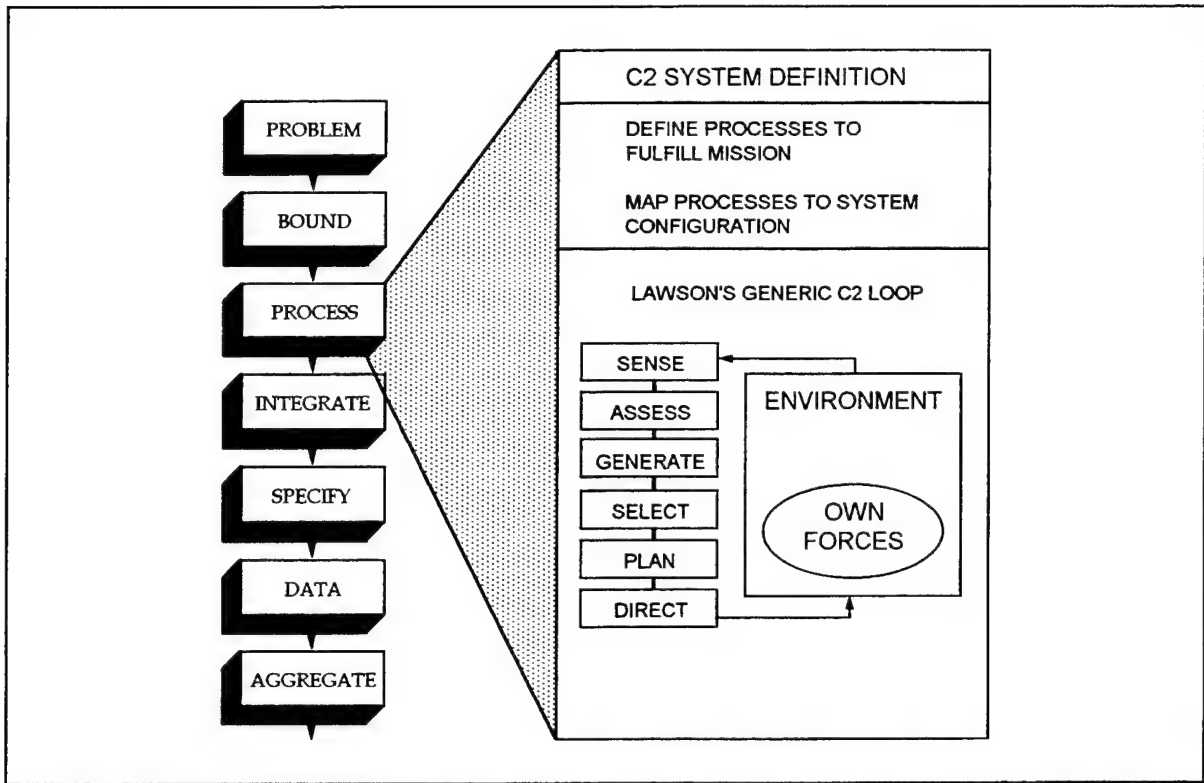 PROBLEM
BOUND
PROCESS
INTEGRATE
SPECIFY
DATA
AGGREGATE
C2 SYSTEM DEFINITION
DEFINE PROCESSES TO
FULFILL MISSION
MAP PROCESSES TO SYSTEM
CONFIGURATION
LAWSON'S GENERIC C2 LOOP
SENSE
ASSESS
GENERATE
SELECT
PLAN
DIRECT
ENVIRONMENT
OWN
FORCES